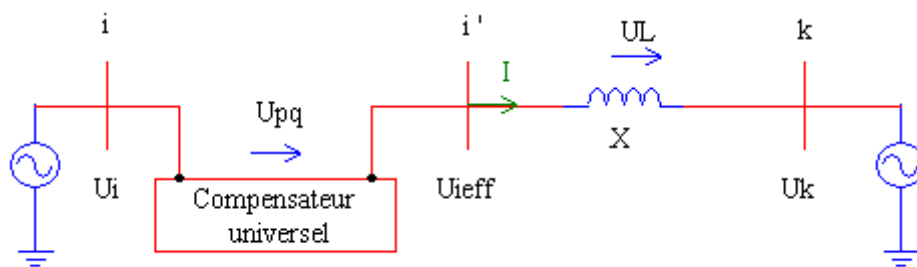 i
i '
UL
k
I
Upq
X
Ui
Compensateur
universel
Uieff
Uk